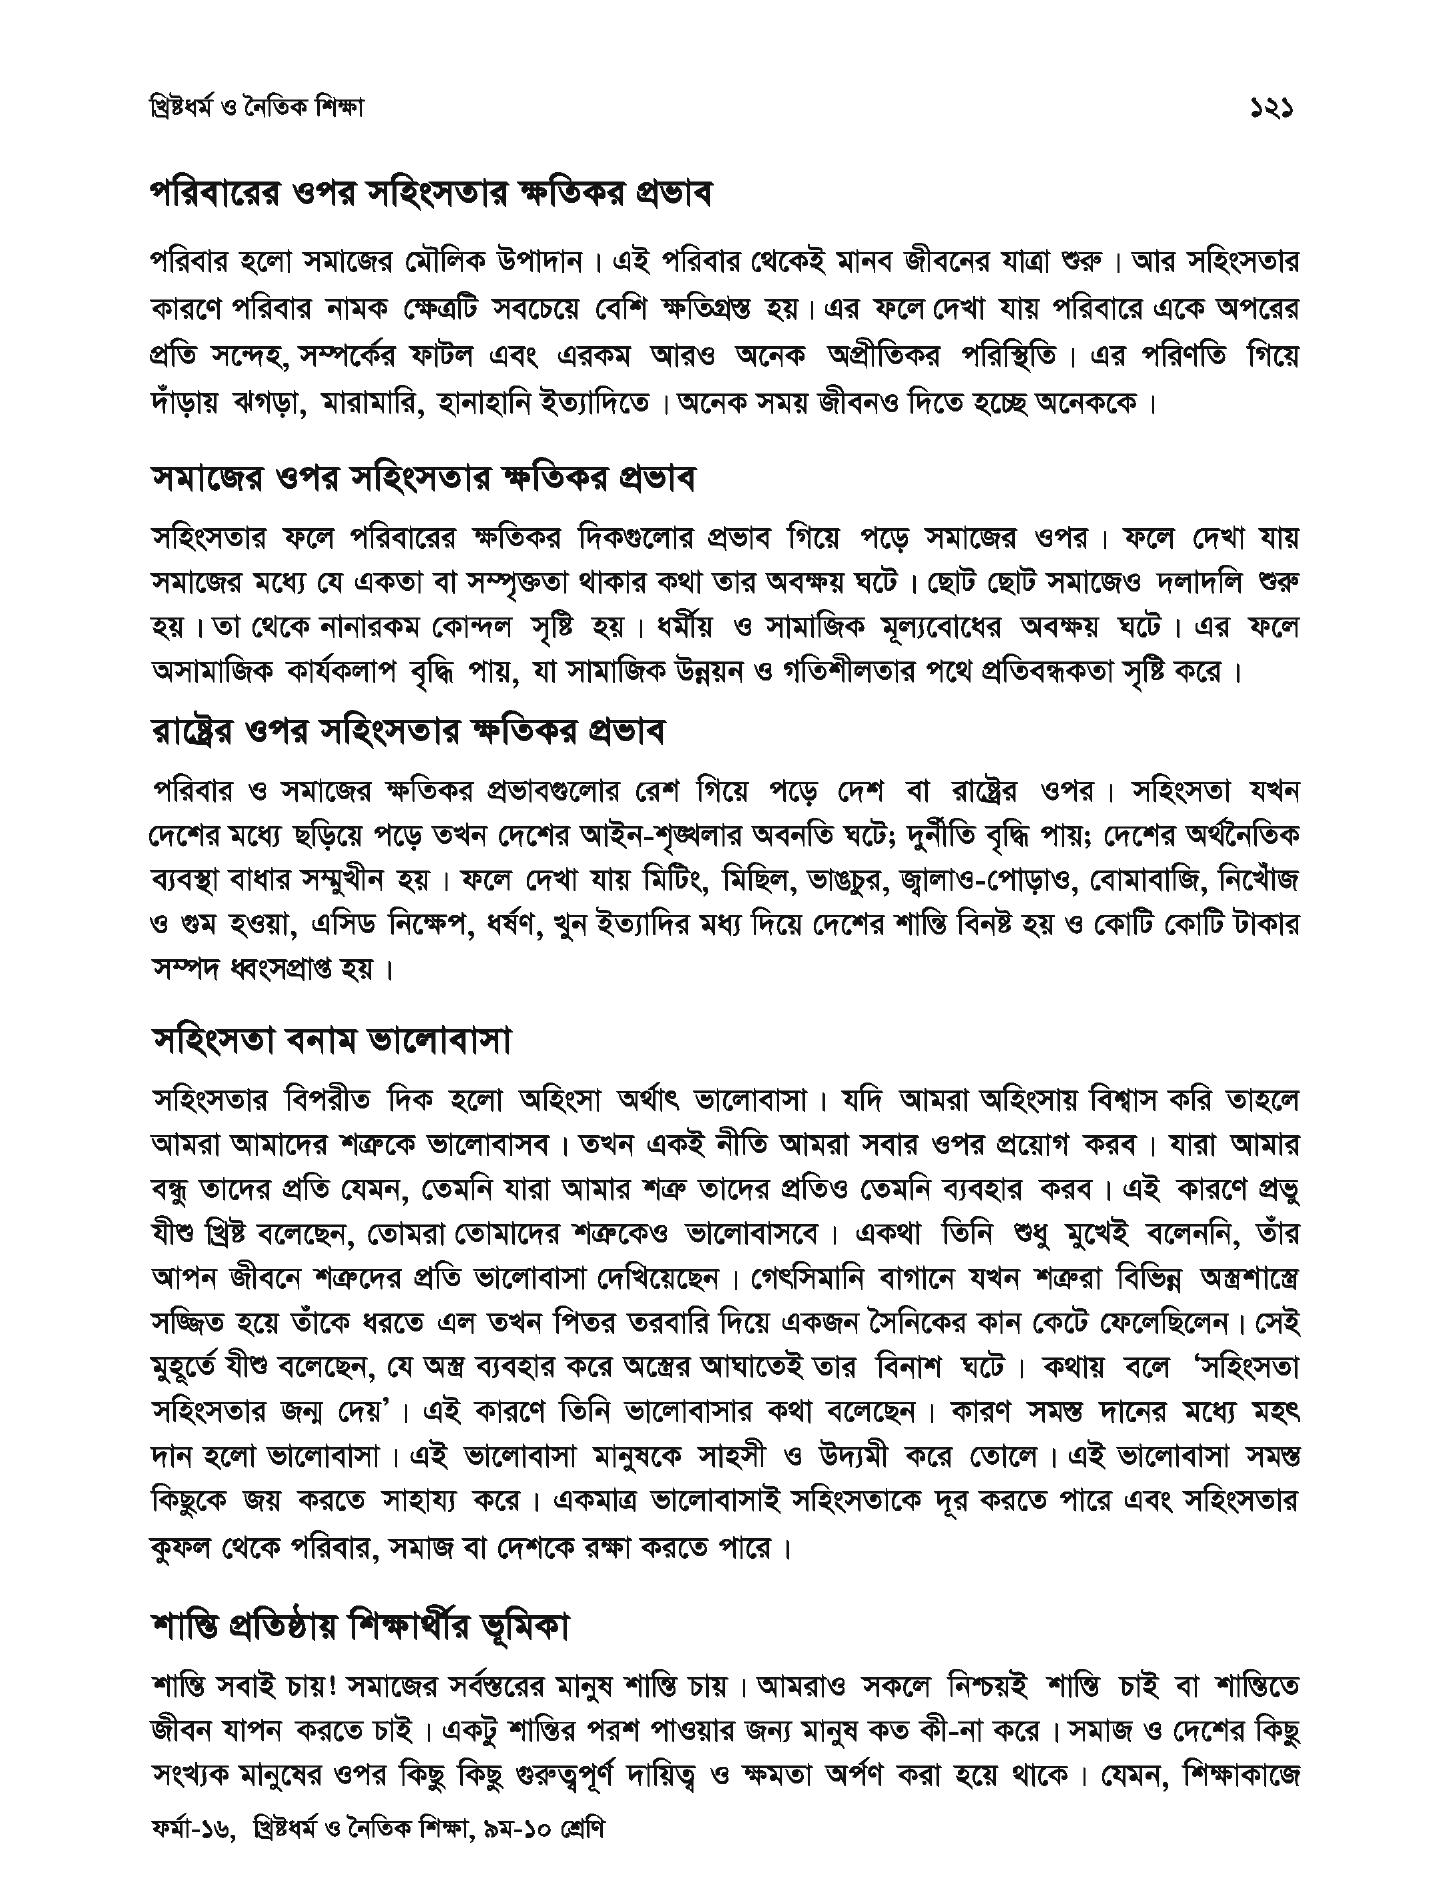 খ্রিষ্টধর্ম ও নৈতিক শিক্ষা ১২১
পরিবারের ওপর সহিংসতার ক্ষতিকর প্রভাব
পরিবার হলো সমাজের মৌলিক উপাদান। এই পরিবার থেকেই মানব জীবনের যাত্রা শুরু। আর সহিংসতার
কারণে পরিবার নামক ক্ষেত্রটি সবচেয়ে বেশি ক্ষতিগ্রস্ত হয়। এর ফলে দেখা যায় পরিবারে একে অপরের
প্রতি সন্দেহ, সম্পর্কের ফাটল এবং এরকম আরও অনেক অপ্রীতিকর পরিস্থিতি। এর পরিণতি গিয়ে
দাঁড়ায় ঝগড়া, মারামারি, হানাহানি ইত্যাদিতে। অনেক সময় জীবনও দিতে হচ্ছে অনেককে।
সমাজের ওপর সহিংসতার ক্ষতিকর প্রভাব
সহিংসতার ফলে পরিবারের ক্ষতিকর দিকগুলোর প্রভাব গিয়ে পড়ে সমাজের ওপর। ফলে দেখা যায়
সমাজের মধ্যে যে একতা বা সম্পৃক্ততা থাকার কথা তার অবক্ষয় ঘটে। ছোট ছোট সমাজেও দলাদলি শুরু
হয়। তা থেকে নানারকম কোন্দল সৃষ্টি হয়। ধর্মীয় ও সামাজিক মূল্যবোধের অবক্ষয় ঘটে। এর ফলে
অসামাজিক কার্যকলাপ বৃদ্ধি পায়, যা সামাজিক উন্নয়ন ও গতিশীলতার পথে প্রতিবন্ধকতা সৃষ্টি করে।
রাষ্ট্রের ওপর সহিংসতার ক্ষতিকর প্রভাব
পরিবার ও সমাজের ক্ষতিকর প্রভাবগুলোর রেশ গিয়ে পড়ে দেশ বা রাষ্ট্রের ওপর। সহিংসতা যখন
দেশের মধ্যে ছড়িয়ে পড়ে তখন দেশের আইন-শৃঙ্খলার অবনতি ঘটে; দুর্নীতি বৃদ্ধি পায়; দেশের অর্থনৈতিক
ব্যবস্থা বাধার সম্মুখীন হয়। ফলে দেখা যায় মিটিং, মিছিল, ভাঙচুর, জ্বালাও-পোড়াও, বোমাবাজি, নিখোঁজ
ও গুম হওয়া, এসিড নিক্ষেপ, ধর্ষণ, খুন ইত্যাদির মধ্য দিয়ে দেশের শান্তি বিনষ্ট হয় ও কোটি কোটি টাকার
সম্পদ ধ্বংসপ্রাপ্ত হয়।
সহিংসতা বনাম ভালোবাসা
সহিংসতার বিপরীত দিক হলো অহিংসা অর্থাৎ ভালোবাসা। যদি আমরা অহিংসায় বিশ্বাস করি তাহলে
আমরা আমাদের শত্রুকে ভালোবাসব। তখন একই নীতি আমরা সবার ওপর প্রয়োগ করব। যারা আমার
বন্ধু তাদের প্রতি যেমন, তেমনি যারা আমার শত্রু তাদের প্রতিও তেমনি ব্যবহার করব। এই কারণে প্রভু
যীশু খ্রিষ্ট বলেছেন, তোমরা তোমাদের শত্রুকেও ভালোবাসবে। একথা তিনি শুধু মুখেই বলেননি, তাঁর
আপন জীবনে শত্রুদের প্রতি ভালোবাসা দেখিয়েছেন। গেৎসিমানি বাগানে যখন শত্রুরা বিভিন্ন অস্ত্রশাস্ত্রে
সজ্জিত হয়ে তাঁকে ধরতে এল তখন পিতর তরবারি দিয়ে একজন সৈনিকের কান কেটে ফেলেছিলেন। সেই
মুহূর্তে যীশু বলেছেন, যে অস্ত্র ব্যবহার করে অস্ত্রের আঘাতেই তার বিনাশ ঘটে। কথায় বলে ‘সহিংসতা
সহিংসতার জন্ম দেয়’। এই কারণে তিনি ভালোবাসার কথা বলেছেন। কারণ সমস্ত দানের মধ্যে মহৎ
দান হলো ভালোবাসা। এই ভালোবাসা মানুষকে সাহসী ও উদ্যমী করে তোলে। এই ভালোবাসা সমস্ত
কিছুকে জয় করতে সাহায্য করে। একমাত্র ভালোবাসাই সহিংসতাকে দূর করতে পারে এবং সহিংসতার
কুফল থেকে পরিবার, সমাজ বা দেশকে রক্ষা করতে পারে।
শান্তি প্রতিষ্ঠায় শিক্ষার্থীর ভূমিকা
শান্তি সবাই চায়! সমাজের সর্বস্তরের মানুষ শান্তি চায়। আমরাও সকলে নিশ্চয়ই শান্তি চাই বা শান্তিতে
জীবন যাপন করতে চাই। একটু শান্তির পরশ পাওয়ার জন্য মানুষ কত কী-না করে। সমাজ ও দেশের কিছু
সংখ্যক মানুষের ওপর কিছু কিছু গুরুত্বপূর্ণ দায়িত্ব ও ক্ষমতা অর্পণ করা হয়ে থাকে। যেমন, শিক্ষাকাজে
ফর্মা-১৬, খ্রিষ্টধর্ম ও নৈতিক শিক্ষা, ৯ম-১০ শ্রেণি